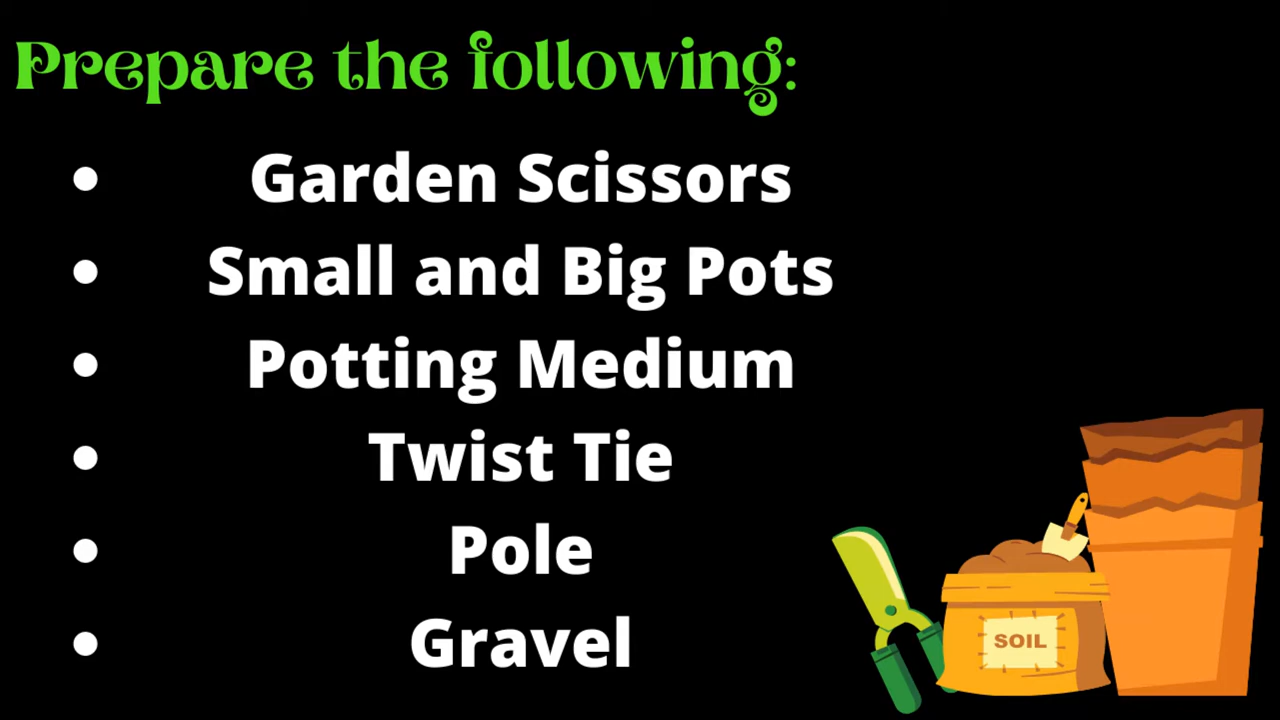 Prepare the following:
• Garden Scissors
• Small and Big Pots
• Potting Medium
• Twist Tie
• Pole
• Gravel
SOIL